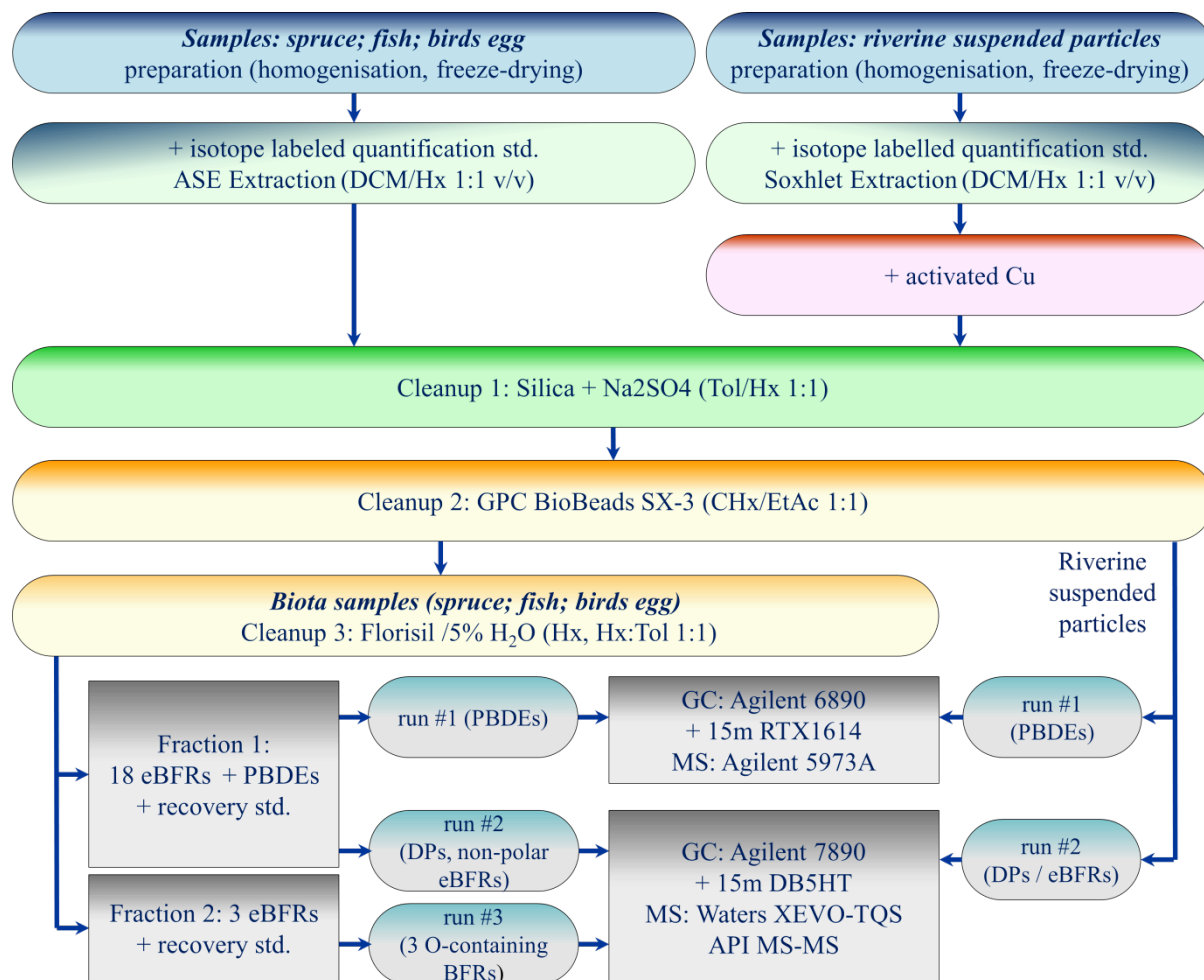 Samples: spruce; fish; birds egg
preparation (homogenisation, freeze-drying)
Samples: riverine suspended particles
preparation (homogenisation, freeze-drying)
+ isotope labeled quantification std.
ASE Extraction (DCM/Hx 1:1 v/v)
+ isotope labelled quantification std.
Soxhlet Extraction (DCM/Hx 1:1 v/v)
+ activated Cu
Cleanup 1: Silica + Na2SO4 (Tol/Hx 1:1)
Cleanup 2: GPC BioBeads SX-3 (CHx/EtAc 1:1)
Riverine
suspended
particles
Biota samples (spruce; fish; birds egg)
Cleanup 3: Florisil /5% H₂O (Hx, Hx:Tol 1:1)
Fraction 1:
18 eBFRs + PBDEs
+ recovery std.
run #1 (PBDEs)
GC: Agilent 6890
+ 15m RTX1614
MS: Agilent 5973A
run #1
(PBDEs)
run #2
(DPs, non-polar
eBFRs)
GC: Agilent 7890
+ 15m DB5HT
MS: Waters XEVO-TQS
API MS-MS
run #2
(DPs / eBFRs)
Fraction 2: 3 eBFRs
+ recovery std.
run #3
(3 O-containing
BFRs)